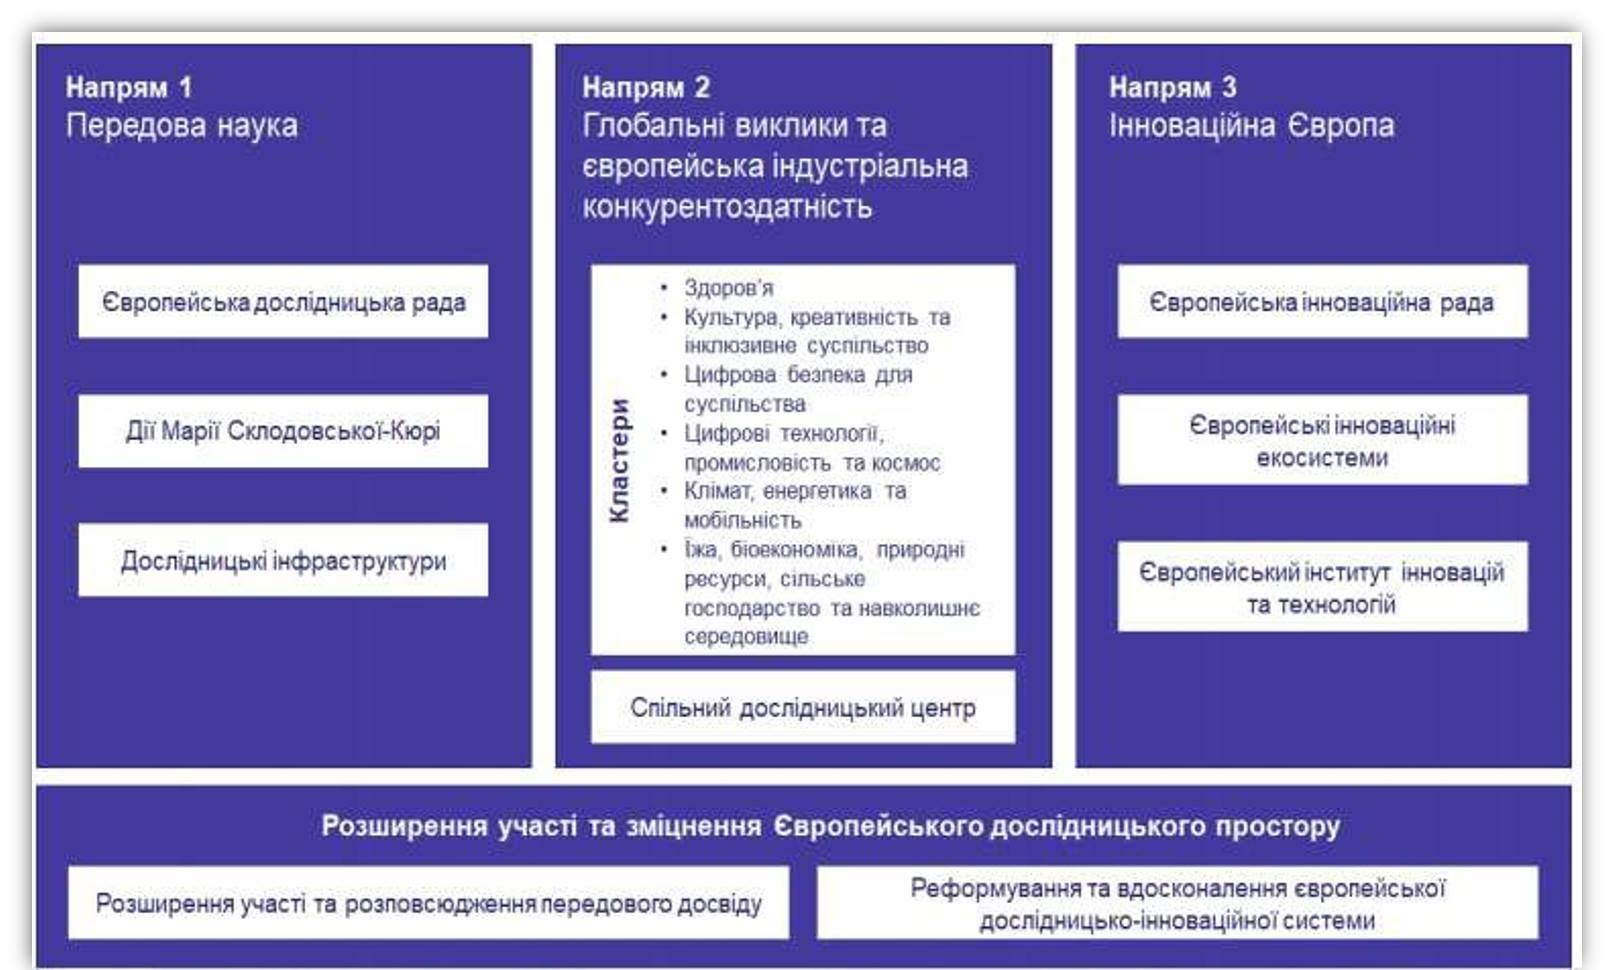 Напрям 1
Передова наука
Європейська дослідницька рада
Дії Марії Склодовської-Кюрі
Дослідницькі інфраструктури
Напрям 2
Глобальні виклики та
європейська індустріальна
конкурентоздатність
Кластери
• Здоров'я
• Культура, креативність та
інклюзивне суспільство
• Цифрова безпека для
суспільства
• Цифрові технології,
промисловість та космос
• Клімат, енергетика та
мобільність
• Їжа, біоекономіка, природні
ресурси, сільське
господарство та навколишнє
середовище
Спільний дослідницький центр
Напрям 3
Інноваційна Європа
Європейська інноваційна рада
Європейські інноваційні
екосистеми
Європейський інститут інновацій
та технологій
Розширення участі та зміцнення Європейського дослідницького простору
Розширення участі та розповсюдження передового досвіду
Реформування та вдосконалення європейської
дослідницько-інноваційної системи